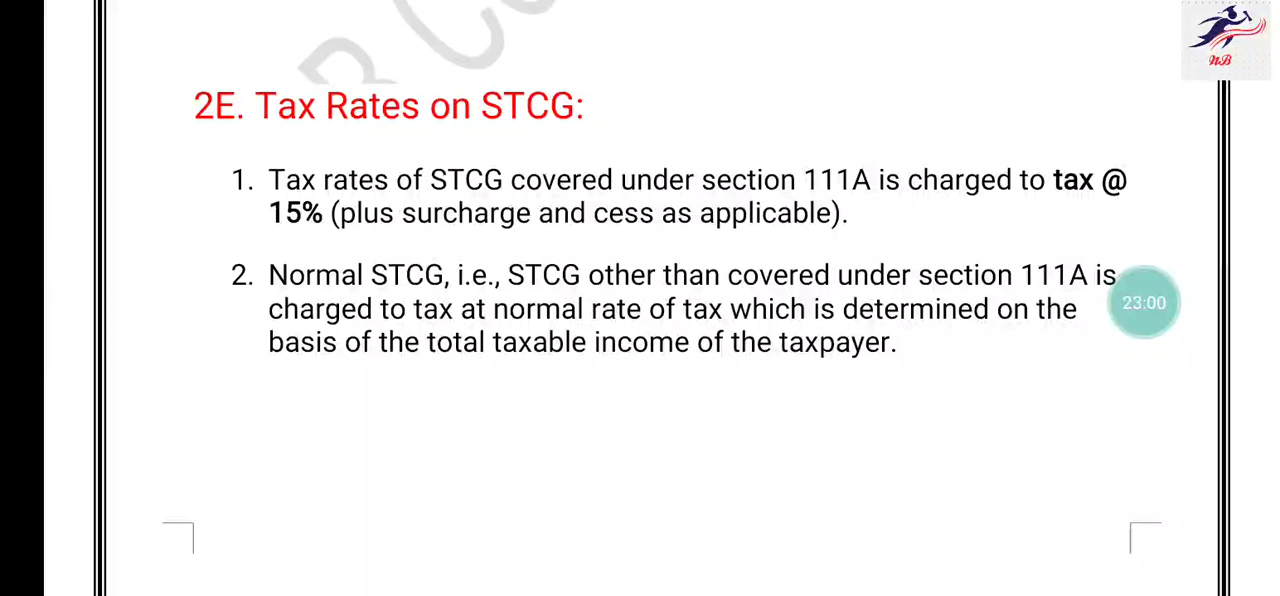 NB
2E. Tax Rates on STCG:
1. Tax rates of STCG covered under section 111A is charged to tax @
15% (plus surcharge and cess as applicable).
2. Normal STCG, i.e., STCG other than covered under section 111A is
charged to tax at normal rate of tax which is determined on the
basis of the total taxable income of the taxpayer.
23:00